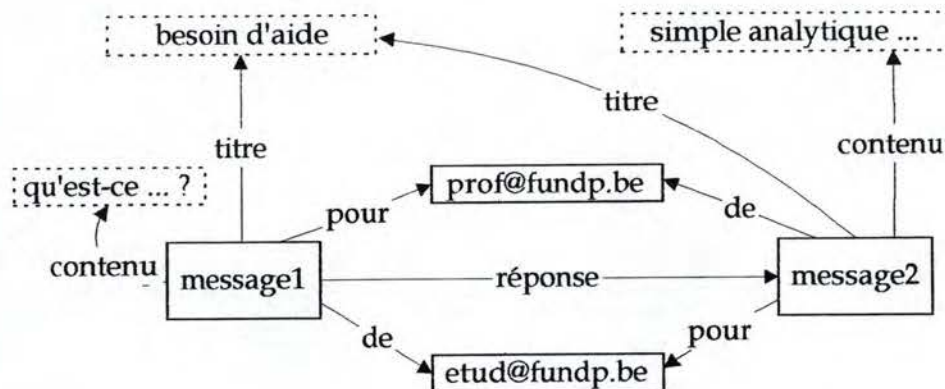 besoin d'aide
simple analytique ...
titre
titre
contenu
qu'est-ce ... ?
prof@fundp.be
pour
de
contenu
message1
réponse
message2
de
pour
etud@fundp.be